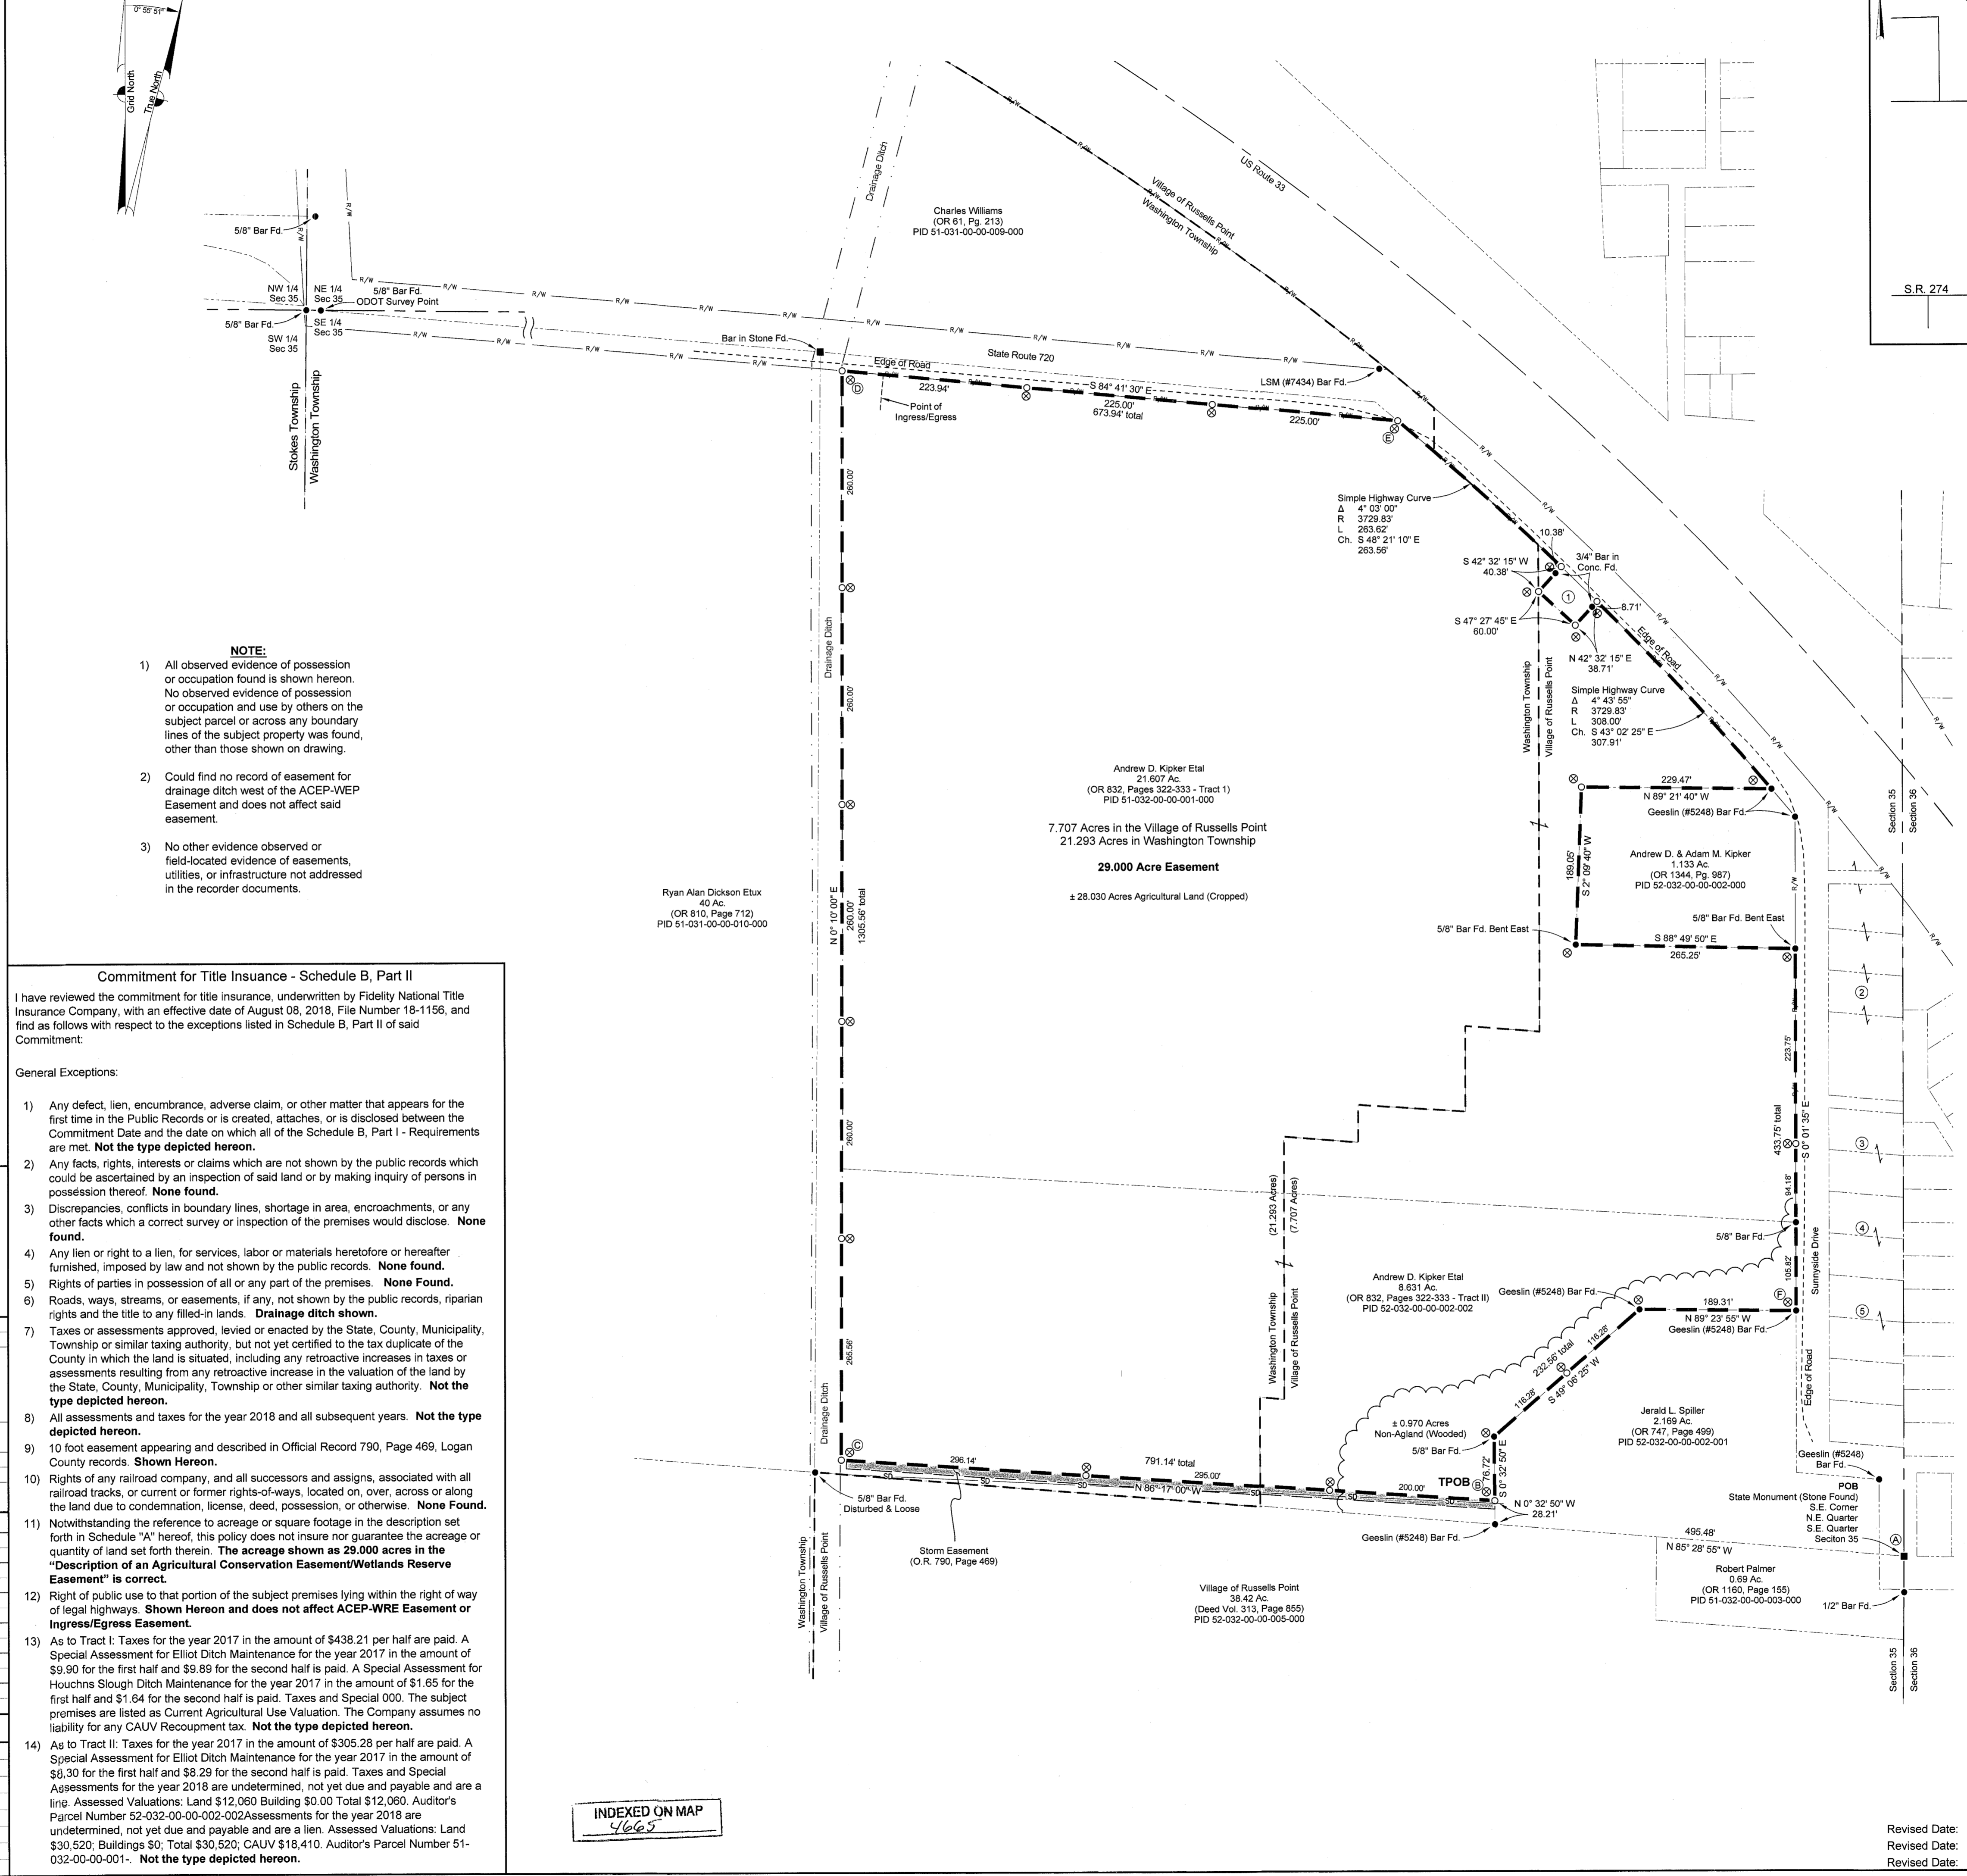 0° 56' 51"
Grid North
True North
S.R. 274
Drainage Ditch
Charles Williams
(OR 61, Pg. 213)
PID 51-031-00-00-009-000
Village of Russells Point
Washington Township
US Route 33
R/W
5/8" Bar Fd.
NW 1/4
Sec 35
NE 1/4
Sec 35
5/8" Bar Fd.
ODOT Survey Point
5/8" Bar Fd.
SE 1/4
Sec 35
SW 1/4
Sec 35
Stokes Township
Washington Township
Bar in Stone Fd.
Edge of Road
State Route 720
LSM (#7434) Bar Fd.
D
223.94'
S 84° 41' 30" E
225.00'
673.94' total
225.00'
E
Point of
Ingress/Egress
260.00'
Simple Highway Curve
Δ 4° 03' 00"
R 3729.83'
L 263.62'
Ch. S 48° 21' 10" E
263.56'
10.38'
3/4" Bar in
Conc. Fd.
S 42° 32' 15" W
40.38'
1
8.71'
S 47° 27' 45" E
60.00'
N 42° 32' 15" E
38.71'
Edge of Road
Simple Highway Curve
Δ 4° 43' 55"
R 3729.83'
L 308.00'
Ch. S 43° 02' 25" E
307.91'
Washington Township
Village of Russells Point
Drainage Ditch
260.00'
NOTE:
1) All observed evidence of possession
or occupation found is shown hereon.
No observed evidence of possession
or occupation and use by others on the
subject parcel or across any boundary
lines of the subject property was found,
other than those shown on drawing.
2) Could find no record of easement for
drainage ditch west of the ACEP-WEP
Easement and does not affect said
easement.
3) No other evidence observed or
field-located evidence of easements,
utilities, or infrastructure not addressed
in the recorder documents.
Andrew D. Kipker Etal
21.607 Ac.
(OR 832, Pages 322-333 - Tract 1)
PID 51-032-00-00-001-000
7.707 Acres in the Village of Russells Point
21.293 Acres in Washington Township
29.000 Acre Easement
± 28.030 Acres Agricultural Land (Cropped)
229.47'
N 89° 21' 40" W
Geeslin (#5248) Bar Fd.
Section 35
Section 36
189.05'
S 2° 09' 40" W
Andrew D. & Adam M. Kipker
1.133 Ac.
(OR 1344, Pg. 987)
PID 52-032-00-00-002-000
5/8" Bar Fd. Bent East
5/8" Bar Fd. Bent East
S 88° 49' 50" E
265.25'
Ryan Alan Dickson Etux
40 Ac.
(OR 810, Page 712)
PID 51-031-00-00-010-000
N 0° 10' 00" E
260.00'
1305.56' total
2
223.75'
433.75' total
S 0° 01' 35" E
3
94.18'
4
5/8" Bar Fd.
105.82'
Sunnyside Drive
5
F
260.00'
(21.293 Acres)
(7.707 Acres)
Washington Township
Village of Russells Point
Andrew D. Kipker Etal
8.631 Ac.
(OR 832, Pages 322-333 - Tract II)
PID 52-032-00-00-002-002
Geeslin (#5248) Bar Fd.
189.31'
N 89° 23' 55" W
Geeslin (#5248) Bar Fd.
116.28'
232.56' total
S 49° 06' 25" W
116.28'
Edge of Road
265.56'
Drainage Ditch
± 0.970 Acres
Non-Agland (Wooded)
5/8" Bar Fd.
Jerald L. Spiller
2.169 Ac.
(OR 747, Page 499)
PID 52-032-00-00-002-001
Geeslin (#5248)
Bar Fd.
C
296.14'
791.14' total
295.00'
N 86° 17' 00" W
200.00'
SD
TPOB
B
76.72'
S 0° 32' 50" E
N 0° 32' 50" W
28.21'
Geeslin (#5248) Bar Fd.
5/8" Bar Fd.
Disturbed & Loose
Storm Easement
(O.R. 790, Page 469)
Washington Township
Village of Russells Point
POB
State Monument (Stone Found)
S.E. Corner
N.E. Quarter
S.E. Quarter
Seciton 35
A
495.48'
N 85° 28' 55" W
Robert Palmer
0.69 Ac.
(OR 1160, Page 155)
PID 51-032-00-00-003-000
1/2" Bar Fd.
Village of Russells Point
38.42 Ac.
(Deed Vol. 313, Page 855)
PID 52-032-00-00-005-000
Section 35
Section 36
Commitment for Title Insuance - Schedule B, Part II
I have reviewed the commitment for title insurance, underwritten by Fidelity National Title
Insurance Company, with an effective date of August 08, 2018, File Number 18-1156, and
find as follows with respect to the exceptions listed in Schedule B, Part II of said
Commitment:
General Exceptions:
1) Any defect, lien, encumbrance, adverse claim, or other matter that appears for the
first time in the Public Records or is created, attaches, or is disclosed between the
Commitment Date and the date on which all of the Schedule B, Part I - Requirements
are met. Not the type depicted hereon.
2) Any facts, rights, interests or claims which are not shown by the public records which
could be ascertained by an inspection of said land or by making inquiry of persons in
possession thereof. None found.
3) Discrepancies, conflicts in boundary lines, shortage in area, encroachments, or any
other facts which a correct survey or inspection of the premises would disclose. None
found.
4) Any lien or right to a lien, for services, labor or materials heretofore or hereafter
furnished, imposed by law and not shown by the public records. None found.
5) Rights of parties in possession of all or any part of the premises. None Found.
6) Roads, ways, streams, or easements, if any, not shown by the public records, riparian
rights and the title to any filled-in lands. Drainage ditch shown.
7) Taxes or assessments approved, levied or enacted by the State, County, Municipality,
Township or similar taxing authority, but not yet certified to the tax duplicate of the
County in which the land is situated, including any retroactive increases in taxes or
assessments resulting from any retroactive increase in the valuation of the land by
the State, County, Municipality, Township or other similar taxing authority. Not the
type depicted hereon.
8) All assessments and taxes for the year 2018 and all subsequent years. Not the type
depicted hereon.
9) 10 foot easement appearing and described in Official Record 790, Page 469, Logan
County records. Shown Hereon.
10) Rights of any railroad company, and all successors and assigns, associated with all
railroad tracks, or current or former rights-of-ways, located on, over, across or along
the land due to condemnation, license, deed, possession, or otherwise. None Found.
11) Notwithstanding the reference to acreage or square footage in the description set
forth in Schedule "A" hereof, this policy does not insure nor guarantee the acreage or
quantity of land set forth therein. The acreage shown as 29.000 acres in the
“Description of an Agricultural Conservation Easement/Wetlands Reserve
Easement” is correct.
12) Right of public use to that portion of the subject premises lying within the right of way
of legal highways. Shown Hereon and does not affect ACEP-WRE Easement or
Ingress/Egress Easement.
13) As to Tract I: Taxes for the year 2017 in the amount of $438.21 per half are paid. A
Special Assessment for Elliot Ditch Maintenance for the year 2017 in the amount of
$9.90 for the first half and $9.89 for the second half is paid. A Special Assessment for
Houchns Slough Ditch Maintenance for the year 2017 in the amount of $1.65 for the
first half and $1.64 for the second half is paid. Taxes and Special 000. The subject
premises are listed as Current Agricultural Use Valuation. The Company assumes no
liability for any CAUV Recoupment tax. Not the type depicted hereon.
14) As to Tract II: Taxes for the year 2017 in the amount of $305.28 per half are paid. A
Special Assessment for Elliot Ditch Maintenance for the year 2017 in the amount of
$8.30 for the first half and $8.29 for the second half is paid. Taxes and Special
Assessments for the year 2018 are undetermined, not yet due and payable and are a
line. Assessed Valuations: Land $12,060 Building $0.00 Total $12,060. Auditor's
Parcel Number 52-032-00-00-002-002Assessments for the year 2018 are
undetermined, not yet due and payable and are a lien. Assessed Valuations: Land
$30,520; Buildings $0; Total $30,520; CAUV $18,410. Auditor's Parcel Number 51-
032-00-00-001-. Not the type depicted hereon.
INDEXED ON MAP
4665
Revised Date:
Revised Date:
Revised Date: